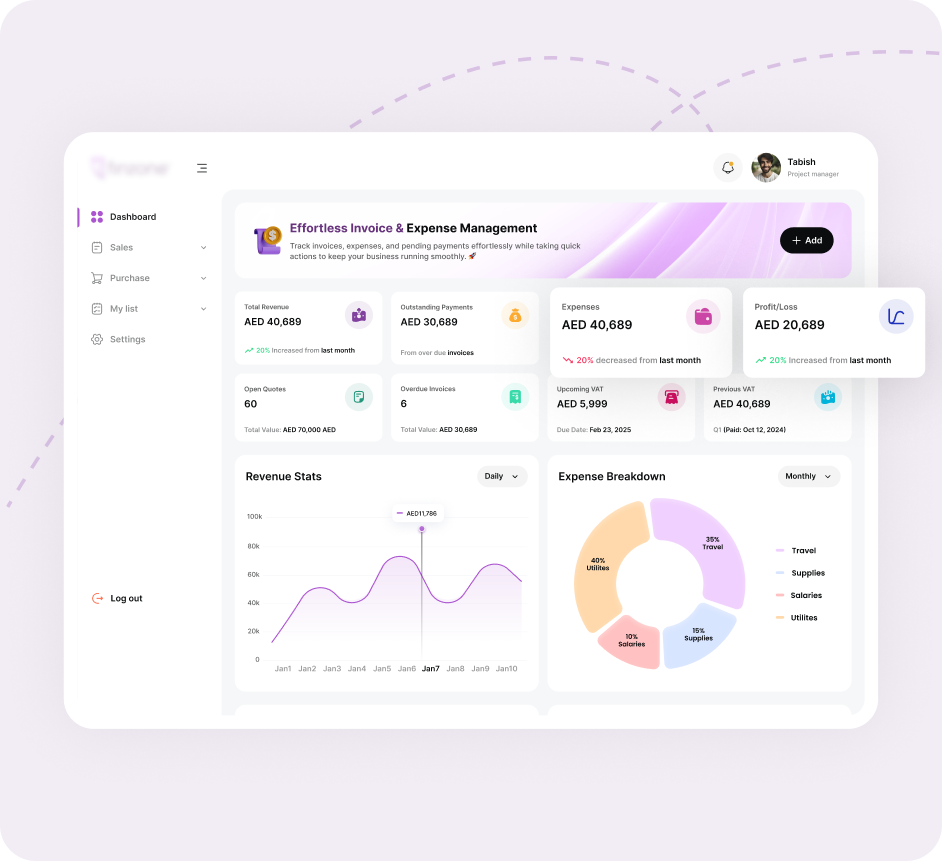 Tabish
Project manager
Dashboard
Sales
Purchase
My list
Settings
Log out
Effortless Invoice & Expense Management
Track invoices, expenses, and pending payments effortlessly while taking quick
actions to keep your business running smoothly. 🚀
+ Add
Total Revenue
AED 40,689
20% Increased from last month
Outstanding Payments
AED 30,689
From over due invoices
Expenses
AED 40,689
20% decreased from last month
Profit/Loss
AED 20,689
20% Increased from last month
Open Quotes
60
Total Value: AED 70,000 AED
Overdue Invoices
6
Total Value: AED 30,689
Upcoming VAT
AED 5,999
Due Date: Feb 23, 2025
Previous VAT
AED 40,689
Q1 (Paid: Oct 12, 2024)
Revenue Stats
Daily
AED11,786
100k
80k
60k
40k
20k
0
Jan1 Jan2 Jan3 Jan4 Jan5 Jan6 Jan7 Jan8 Jan9 Jan10
Expense Breakdown
Monthly
35%
Travel
40%
Utilites
10%
Salaries
15%
Supplies
Travel
Supplies
Salaries
Utilites